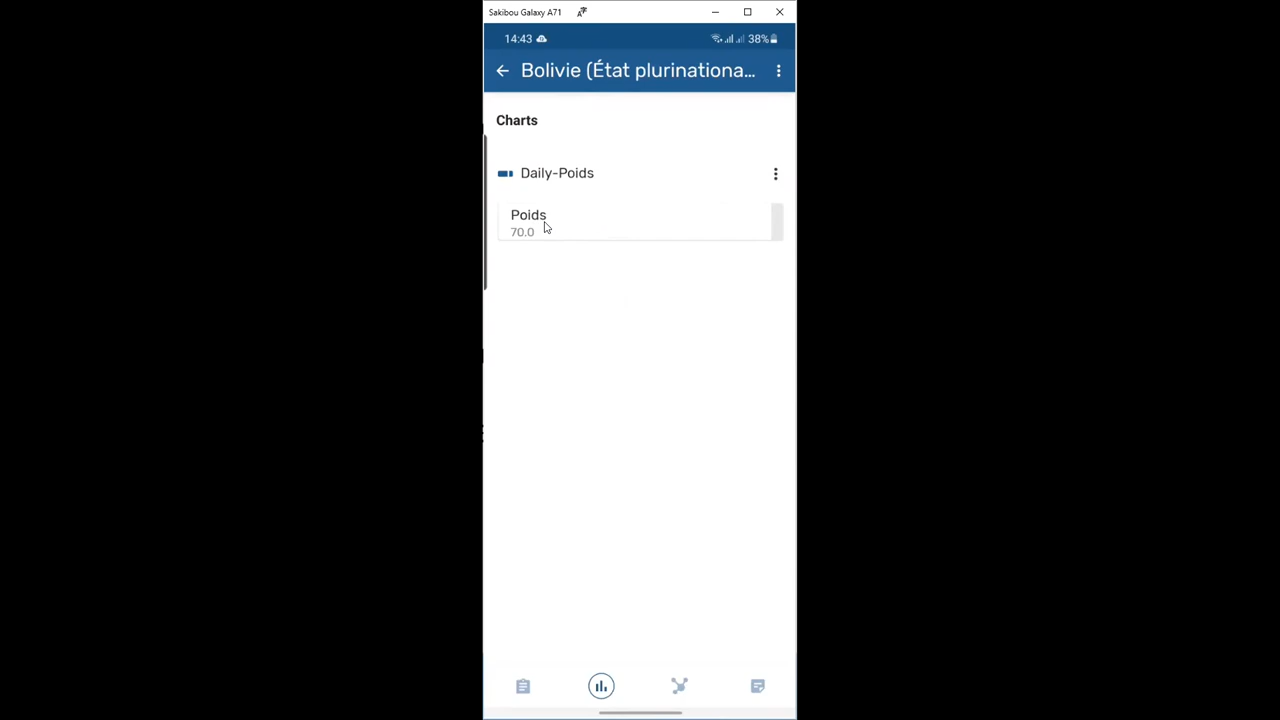 Sakibou Galaxy A71
14:43
38%
Bolivie (État plurinationa...
Charts
Daily-Poids
Poids
70.0